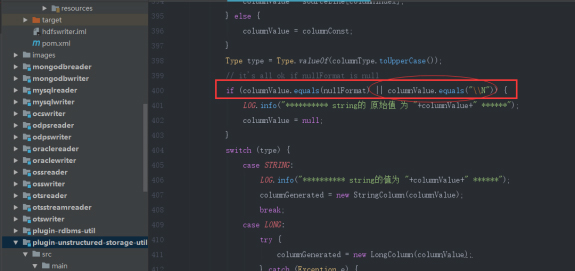 resources
target
hdfswriter.iml
pom.xml
images
mongodbreader
mongodbwriter
mysqlreader
mysqlwriter
ocswriter
odpsreader
odpswriter
oraclereader
oraclewriter
ossreader
osswriter
otsreader
otsstreamreader
otswriter
plugin-rdbms-util
plugin-unstructured-storage-util
src
main
395 } else {
396 columnValue = columnConst;
397 }
398 Type type = Type.valueOf(columnType.toUpperCase());
399 // it's all ok if nullFormat is null
400 if (columnValue.equals(nullFormat) || columnValue.equals("\\N")) {
401 LOG.info("********** string的 原始值 为 "+columnValue+" ******");
402 columnValue = null;
403 }
404 switch (type) {
405 case STRING:
406 LOG.info("********** string的值为 "+columnValue+" ******");
407 columnGenerated = new StringColumn(columnValue);
408 break;
409 case LONG:
410 try {
411 columnGenerated = new LongColumn(columnValue);
412 } catch (Exception e) {